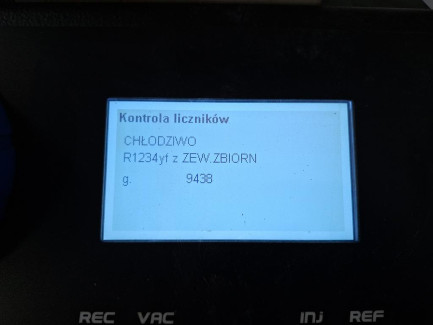 Kontrola liczników
CHŁODZIWO
R1234yf z ZEW.ZBIORN
g. 9438
REC VAC INJ REF